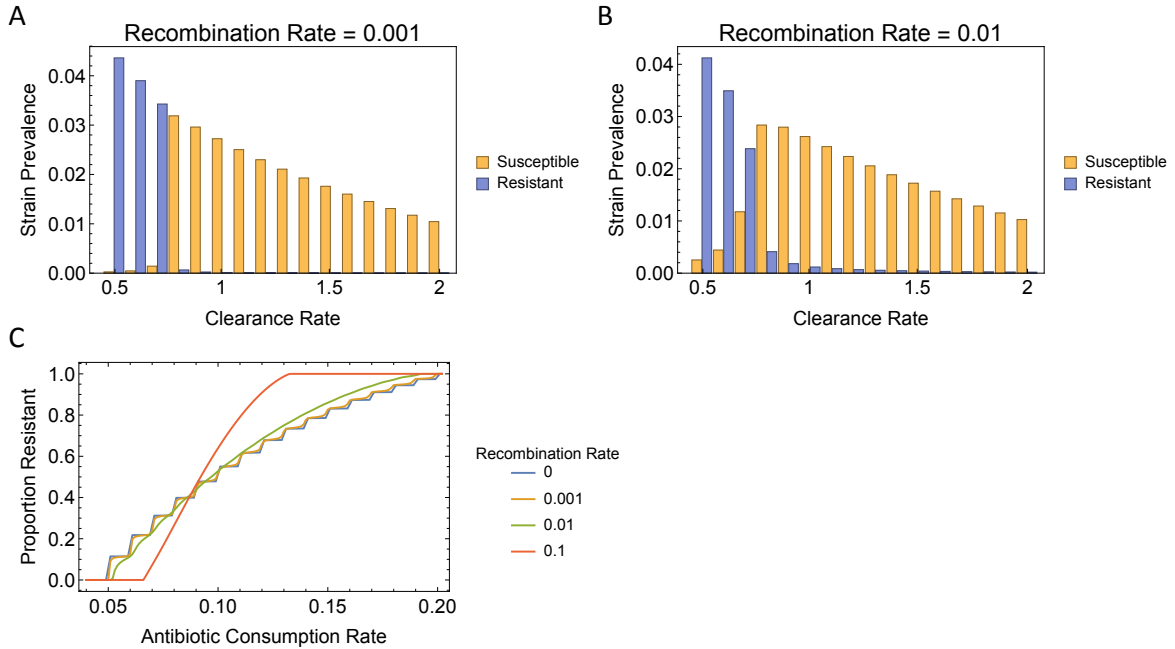 A
Recombination Rate = 0.001
Strain Prevalence
0.04
0.03
0.02
0.01
0.00
0.5
1
1.5
2
Clearance Rate
Susceptible
Resistant
B
Recombination Rate = 0.01
Strain Prevalence
0.04
0.03
0.02
0.01
0.00
0.5
1
1.5
2
Clearance Rate
Susceptible
Resistant
C
Proportion Resistant
1.0
0.8
0.6
0.4
0.2
0.0
0.05
0.10
0.15
0.20
Antibiotic Consumption Rate
Recombination Rate
0
0.001
0.01
0.1